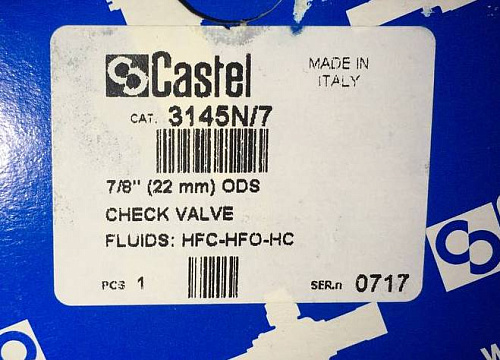 Castel
MADE IN
ITALY
CAT. 3145N/7
7/8" (22 mm) ODS
CHECK VALVE
FLUIDS: HFC-HFO-HC
PCS 1
SER.n 0717